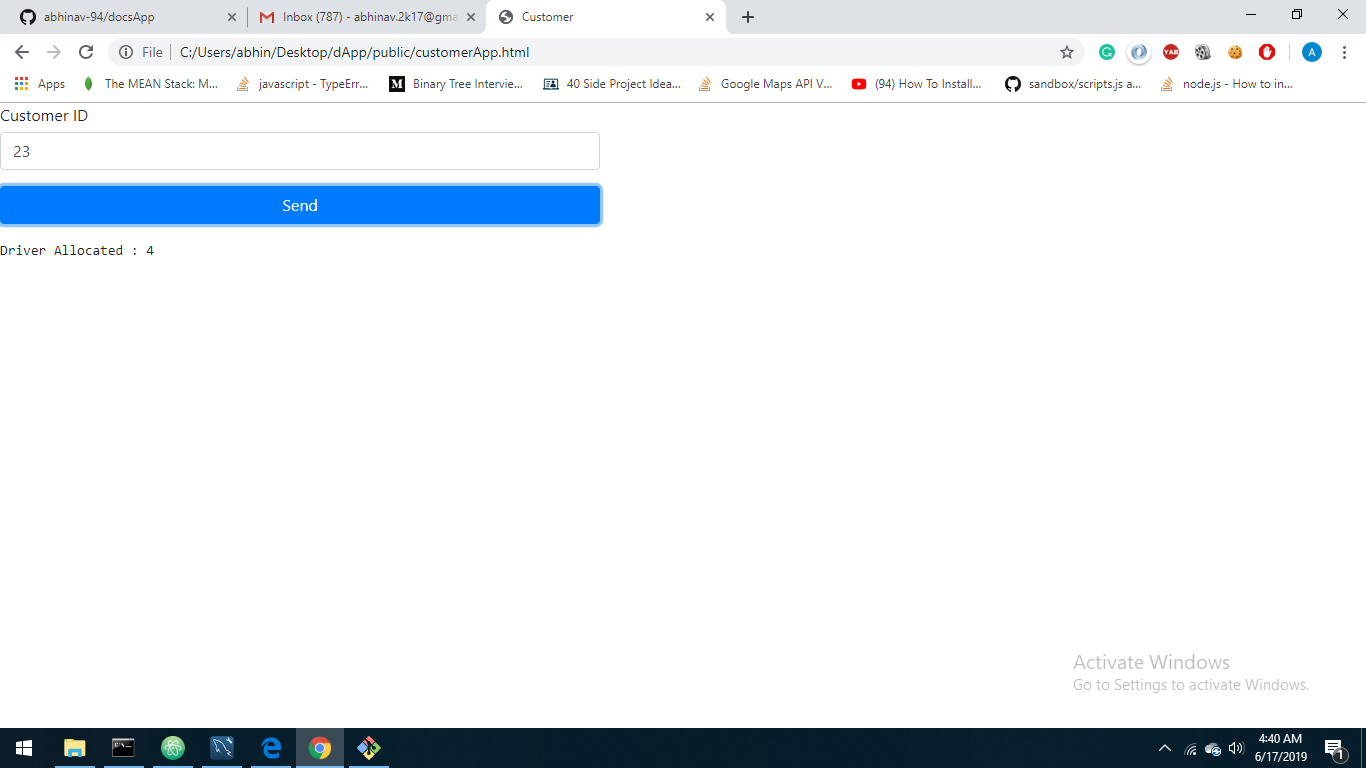 abhinav-94/docsApp
Inbox (787) - abhinav.2k17@gma
Customer
File
C:/Users/abhin/Desktop/dApp/public/customerApp.html
YAB
A
Apps
The MEAN Stack: M...
javascript - TypeErr...
M
Binary Tree Intervie...
40 Side Project Idea...
Google Maps API V...
(94) How To Install...
sandbox/scripts.js a...
node.js - How to in...
Customer ID
23
Send
Driver Allocated : 4
Activate Windows
Go to Settings to activate Windows.
4:40 AM
6/17/2019
1